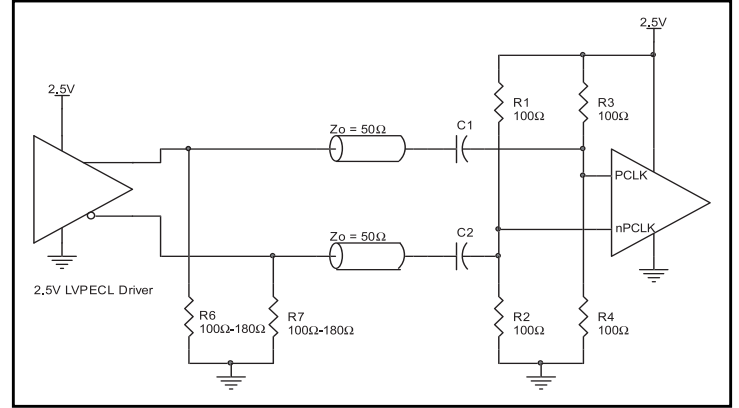 2.5V
2.5V
R1
100Ω
R3
100Ω
Zo = 50Ω
C1
PCLK
nPCLK
Zo = 50Ω
C2
2.5V LVPECL Driver
R6
100Ω-180Ω
R7
100Ω-180Ω
R2
100Ω
R4
100Ω